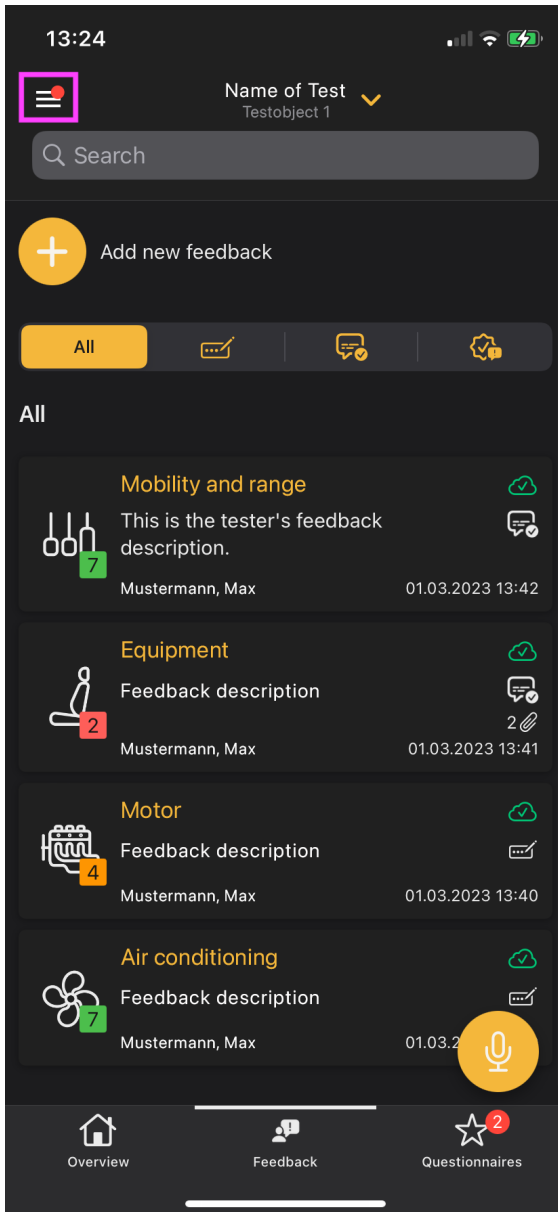 13:24
Name of Test
Testobject 1
Search
Add new feedback
All
All
Mobility and range
This is the tester's feedback
description.
7
Mustermann, Max
01.03.2023 13:42
Equipment
Feedback description
2
2
Mustermann, Max
01.03.2023 13:41
Motor
Feedback description
4
Mustermann, Max
01.03.2023 13:40
Air conditioning
Feedback description
7
Mustermann, Max
01.03.2
2
Overview
Feedback
Questionnaires